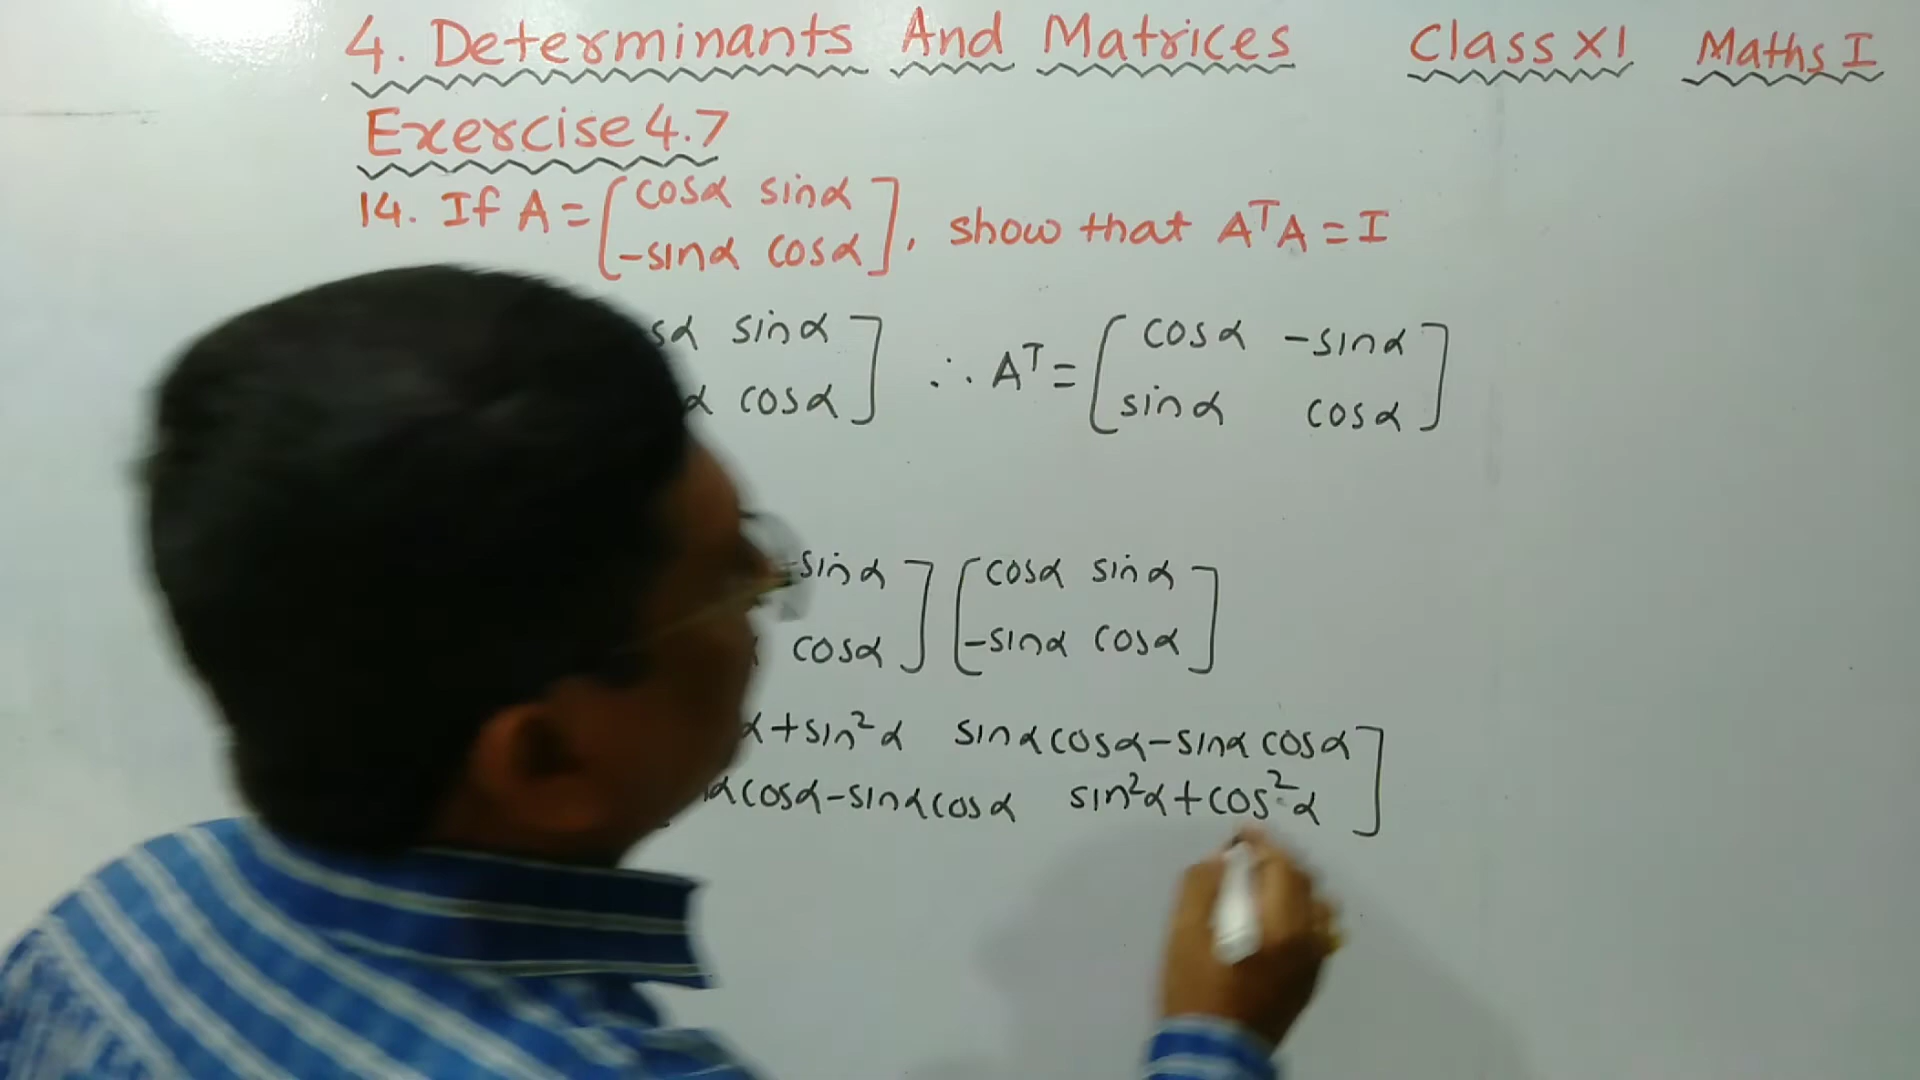 4. Determinants And Matrices Class XI Maths I
Exercise 4.7
14. If A = [cosα sinα
-sinα cosα], show that AᵀA = I
sα sinα] ∴ Aᵀ = [cosα -sinα
α cosα] [sinα cosα]
-sinα] [cosα sinα]
cosα] [-sinα cosα]
α+sin²α sinαcosα-sinαcosα]
αcosα-sinαcosα sin²α+cos²α]